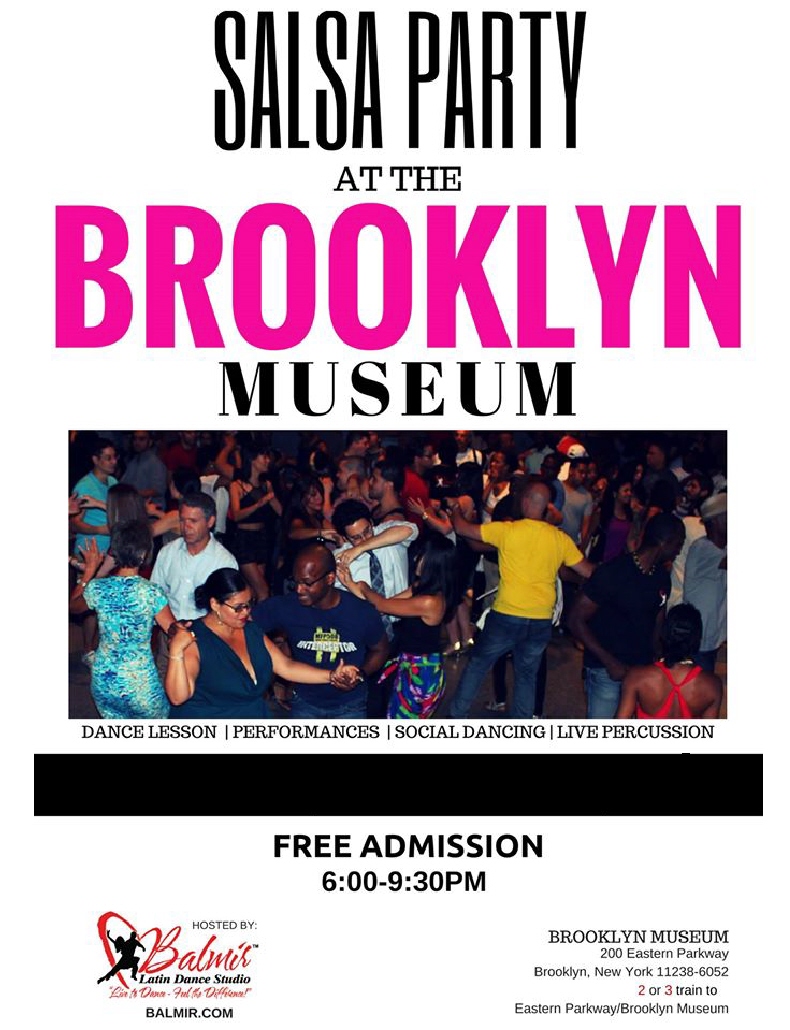 SALSA PARTY
AT THE
BROOKLYN
MUSEUM
DANCE LESSON | PERFORMANCES | SOCIAL DANCING | LIVE PERCUSSION
FREE ADMISSION
6:00-9:30PM
HOSTED BY:
Balmir™
Latin Dance Studio
"Live to Dance - Feel the Difference!"
BALMIR.COM
BROOKLYN MUSEUM
200 Eastern Parkway
Brooklyn, New York 11238-6052
2 or 3 train to
Eastern Parkway/Brooklyn Museum